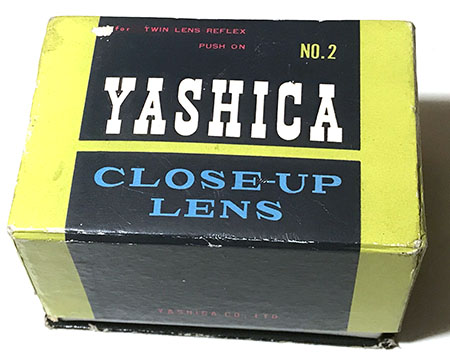 for TWIN LENS REFLEX
PUSH ON
NO.2
YASHICA
CLOSE-UP
LENS
YASHICA CO., LTD.